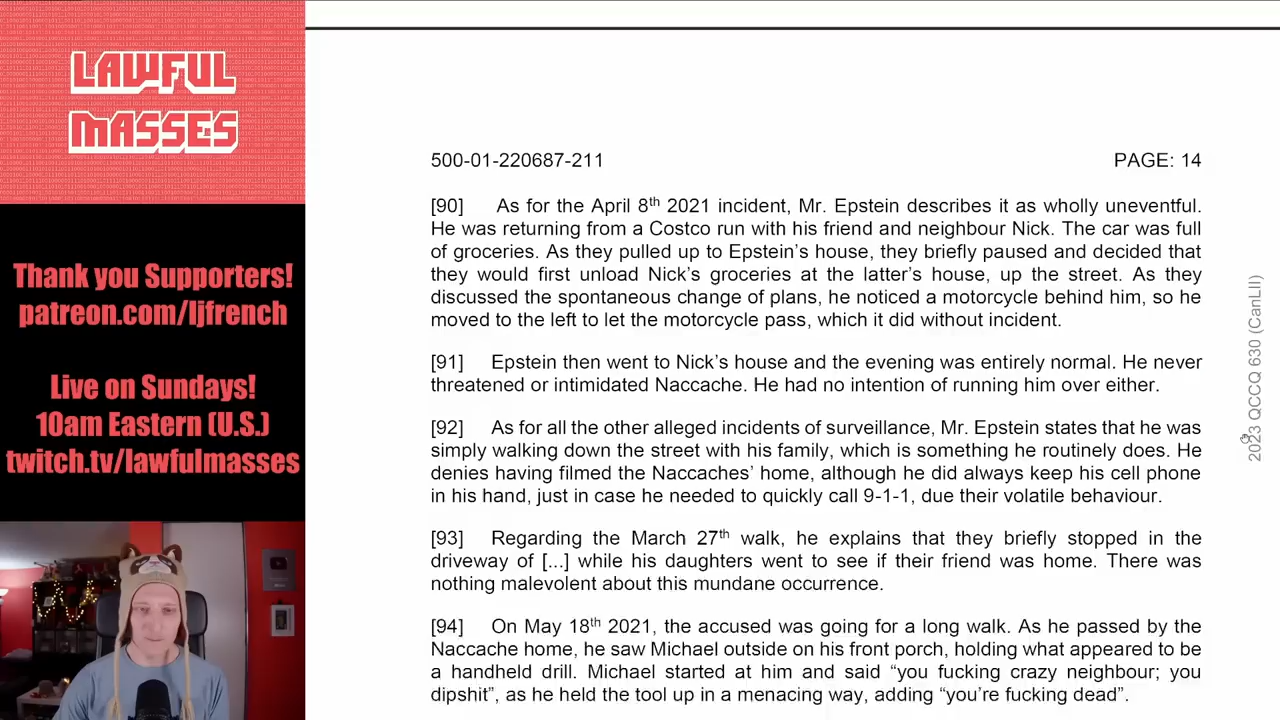 LAWFUL
MASSES
Thank you Supporters!
patreon.com/ljfrench
Live on Sundays!
10am Eastern (U.S.)
twitch.tv/lawfulmasses
500-01-220687-211 PAGE: 14
[90] As for the April 8th 2021 incident, Mr. Epstein describes it as wholly uneventful.
He was returning from a Costco run with his friend and neighbour Nick. The car was full
of groceries. As they pulled up to Epstein's house, they briefly paused and decided that
they would first unload Nick's groceries at the latter's house, up the street. As they
discussed the spontaneous change of plans, he noticed a motorcycle behind him, so he
moved to the left to let the motorcycle pass, which it did without incident.
[91] Epstein then went to Nick's house and the evening was entirely normal. He never
threatened or intimidated Naccache. He had no intention of running him over either.
[92] As for all the other alleged incidents of surveillance, Mr. Epstein states that he was
simply walking down the street with his family, which is something he routinely does. He
denies having filmed the Naccaches' home, although he did always keep his cell phone
in his hand, just in case he needed to quickly call 9-1-1, due their volatile behaviour.
[93] Regarding the March 27th walk, he explains that they briefly stopped in the
driveway of [...] while his daughters went to see if their friend was home. There was
nothing malevolent about this mundane occurrence.
[94] On May 18th 2021, the accused was going for a long walk. As he passed by the
Naccache home, he saw Michael outside on his front porch, holding what appeared to be
a handheld drill. Michael started at him and said “you fucking crazy neighbour; you
dipshit”, as he held the tool up in a menacing way, adding “you're fucking dead”.
2023 QCCQ 630 (CanLII)